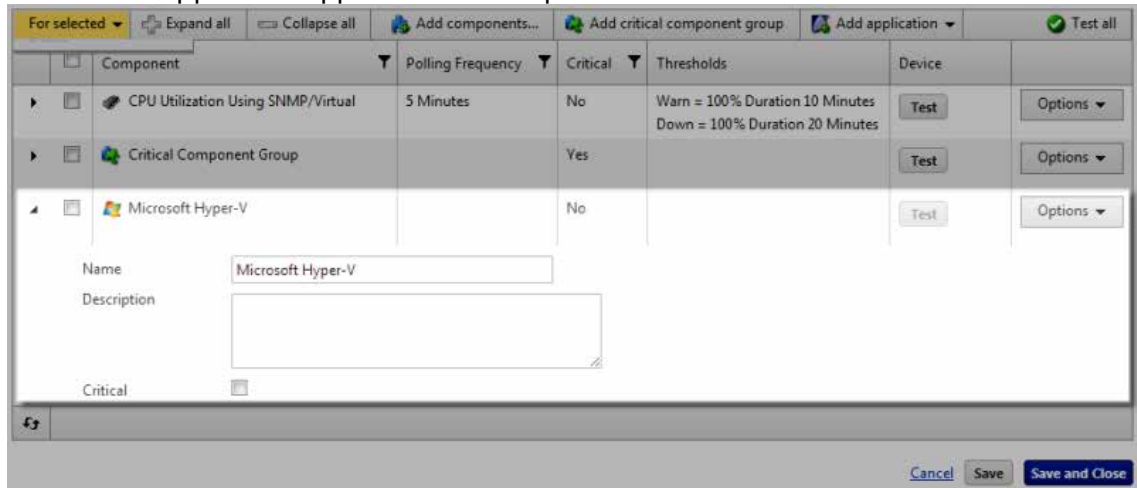 For selected Expand all Collapse all Add components... Add critical component group Add application Test all
Component Polling Frequency Critical Thresholds Device
CPU Utilization Using SNMP/Virtual 5 Minutes No Warn = 100% Duration 10 Minutes Test Options
Down = 100% Duration 20 Minutes
Critical Component Group Yes Test Options
Microsoft Hyper-V No Test Options
Name Microsoft Hyper-V
Description
Critical
Cancel Save Save and Close